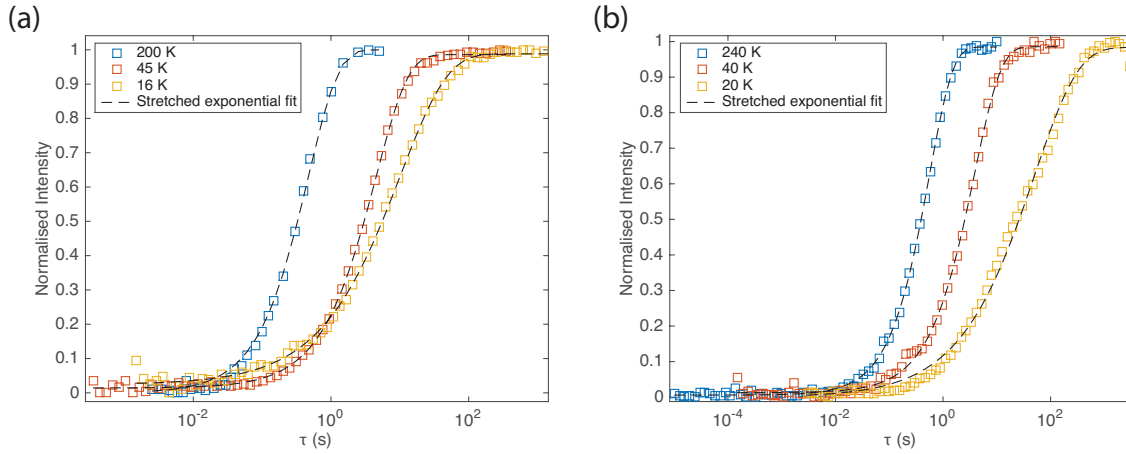 (a)
200 K
45 K
16 K
Stretched exponential fit
Normalised Intensity
1
0.9
0.8
0.7
0.6
0.5
0.4
0.3
0.2
0.1
0
10-2
100
102
τ (s)
(b)
240 K
40 K
20 K
Stretched exponential fit
Normalised Intensity
1
0.9
0.8
0.7
0.6
0.5
0.4
0.3
0.2
0.1
0
10-4
10-2
100
102
τ (s)